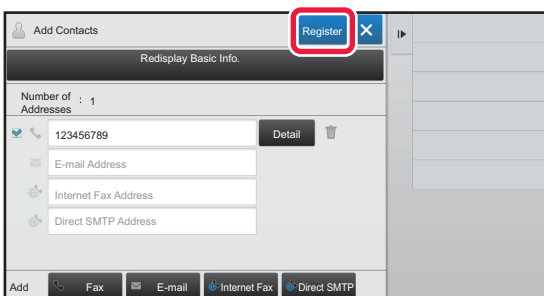 Add Contacts Register
Redisplay Basic Info.
Number of Addresses : 1
123456789 Detail
E-mail Address
Internet Fax Address
Direct SMTP Address
Add Fax E-mail Internet Fax Direct SMTP